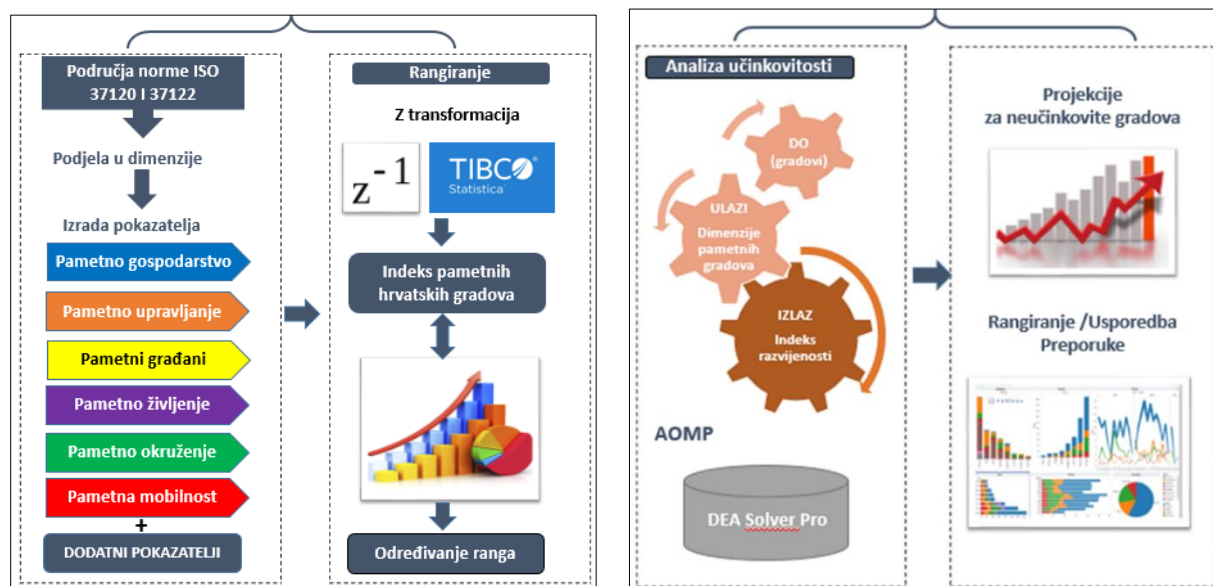 Područja norme ISO
37120 I 37122
Podjela u dimenzije
Izrada pokazatelja
Pametno gospodarstvo
Pametno upravljanje
Pametni građani
Pametno življenje
Pametno okruženje
Pametna mobilnost
+
DODATNI POKAZATELJI
Rangiranje
Z transformacija
z-1
TIBCO®
Statistica
Indeks pametnih
hrvatskih gradova
Određivanje ranga
Analiza učinkovitosti
DO
(gradovi)
ULAZI
Dimenzije
pametnih
gradova
IZLAZ
Indeks
razvijenosti
AOMP
DEA Solver Pro
Projekcije
za neučinkovite gradova
Rangiranje /Usporedba
Preporuke